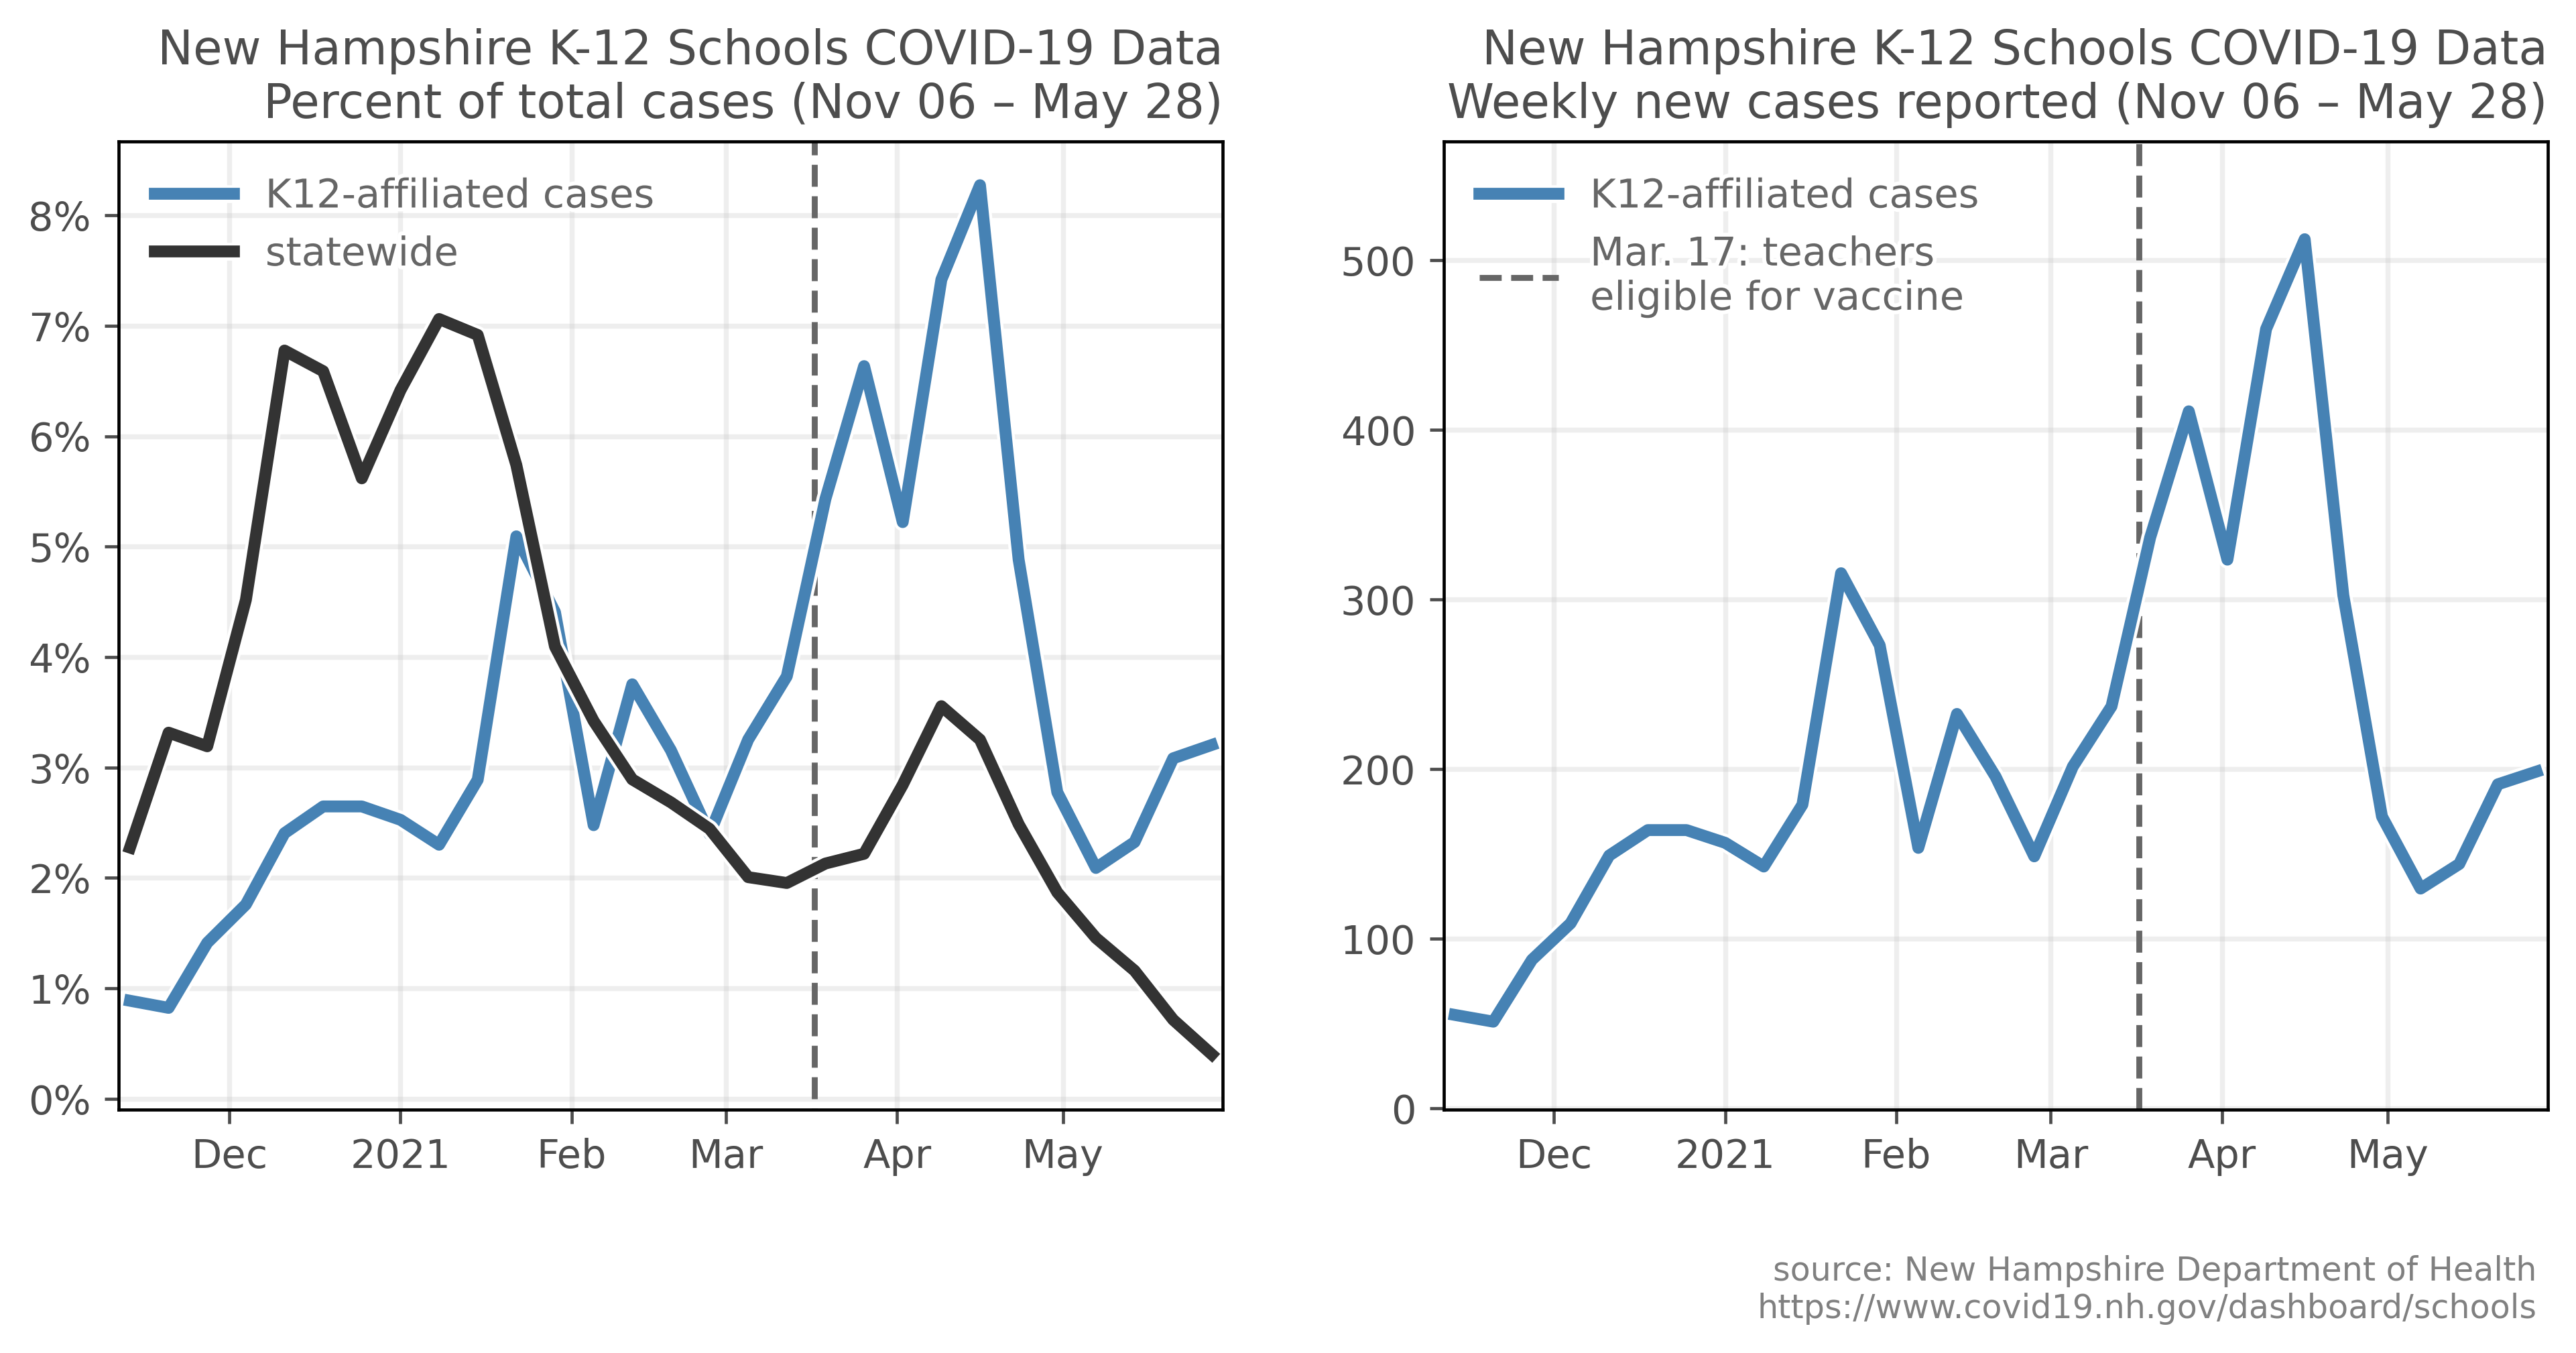 New Hampshire K-12 Schools COVID-19 Data
Percent of total cases (Nov 06 – May 28)
K12-affiliated cases
statewide
8%
7%
6%
5%
4%
3%
2%
1%
0%
Dec
2021
Feb
Mar
Apr
May
New Hampshire K-12 Schools COVID-19 Data
Weekly new cases reported (Nov 06 – May 28)
K12-affiliated cases
Mar. 17: teachers
eligible for vaccine
500
400
300
200
100
0
Dec
2021
Feb
Mar
Apr
May
source: New Hampshire Department of Health
https://www.covid19.nh.gov/dashboard/schools